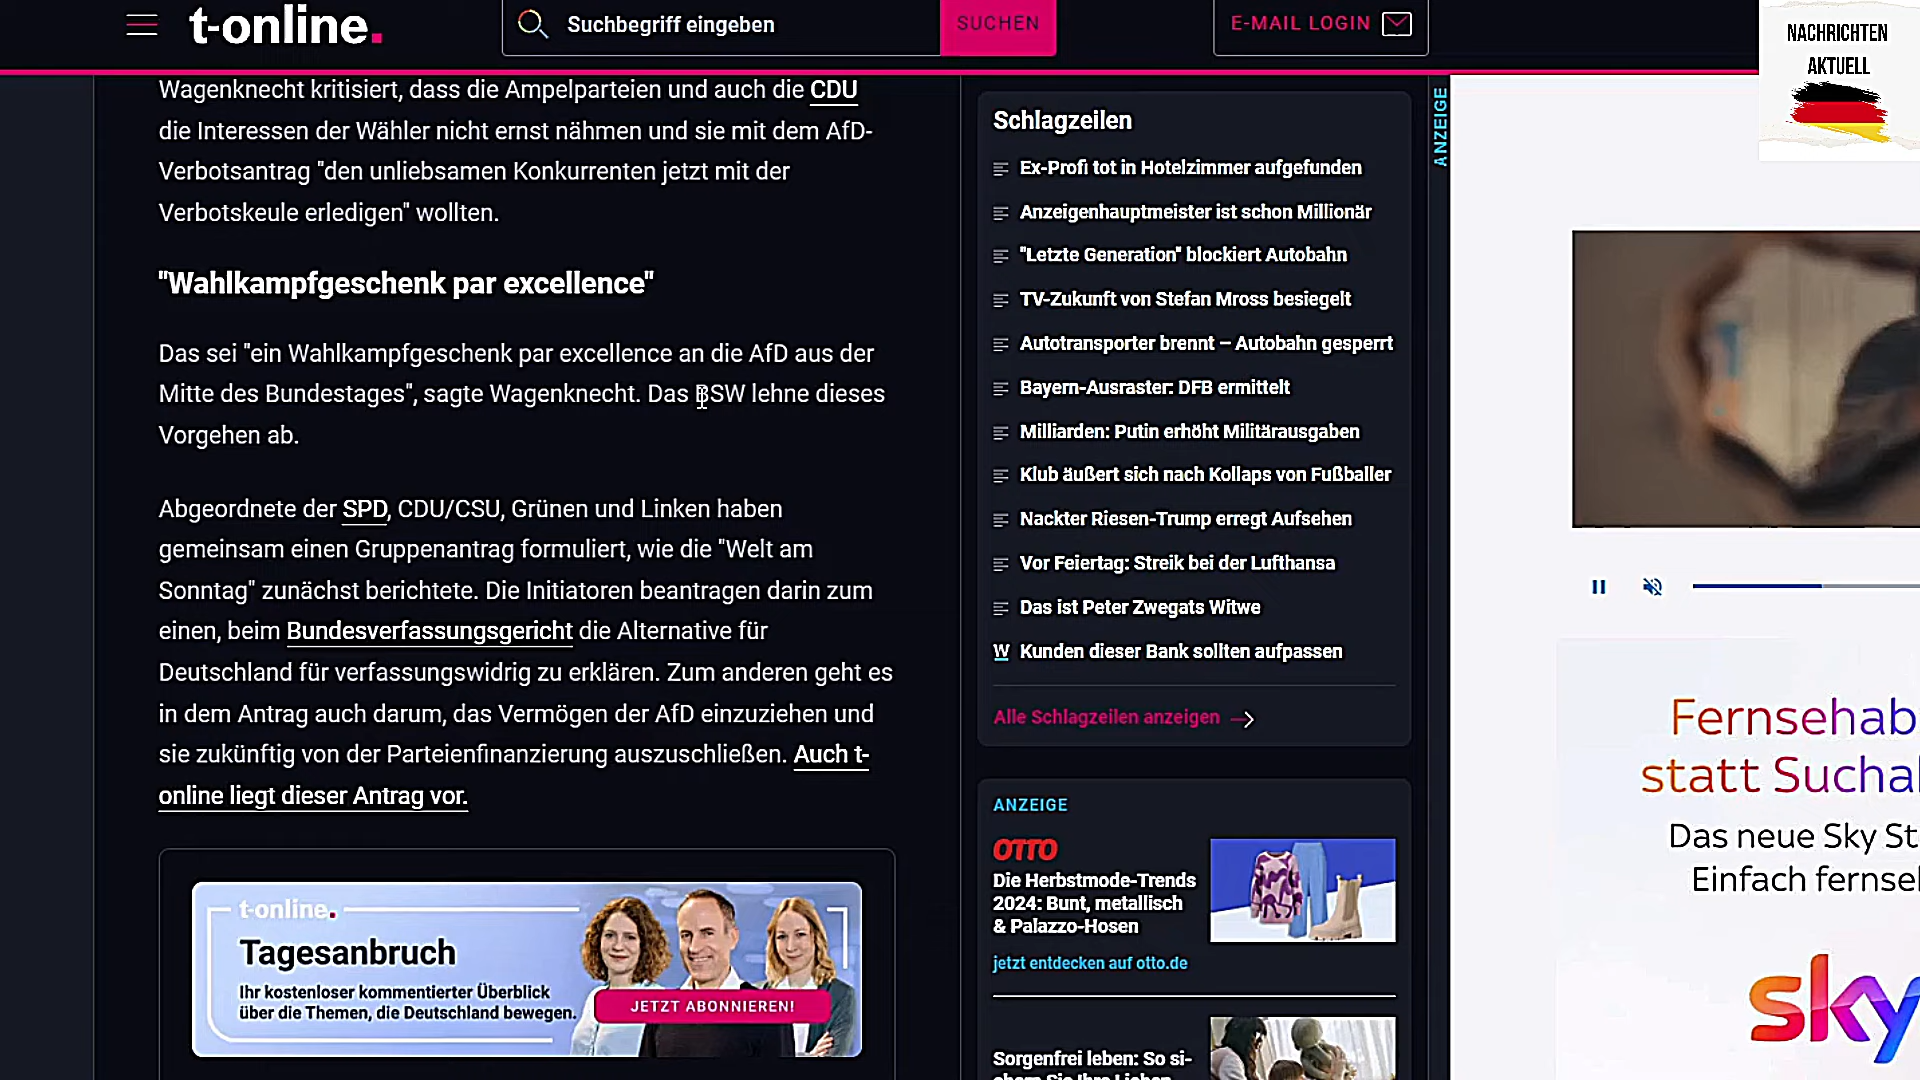 t-online.
Suchbegriff eingeben
SUCHEN
E-MAIL LOGIN
NACHRICHTEN
AKTUELL
Wagenknecht kritisiert, dass die Ampelparteien und auch die CDU
die Interessen der Wähler nicht ernst nähmen und sie mit dem AfD-
Verbotsantrag "den unliebsamen Konkurrenten jetzt mit der
Verbotskeule erledigen" wollten.
"Wahlkampfgeschenk par excellence"
Das sei "ein Wahlkampfgeschenk par excellence an die AfD aus der
Mitte des Bundestages", sagte Wagenknecht. Das BSW lehne dieses
Vorgehen ab.
Abgeordnete der SPD, CDU/CSU, Grünen und Linken haben
gemeinsam einen Gruppenantrag formuliert, wie die "Welt am
Sonntag" zunächst berichtete. Die Initiatoren beantragen darin zum
einen, beim Bundesverfassungsgericht die Alternative für
Deutschland für verfassungswidrig zu erklären. Zum anderen geht es
in dem Antrag auch darum, das Vermögen der AfD einzuziehen und
sie zukünftig von der Parteienfinanzierung auszuschließen. Auch t-
online liegt dieser Antrag vor.
t-online.
Tagesanbruch
Ihr kostenloser kommentierter Überblick
über die Themen, die Deutschland bewegen.
JETZT ABONNIEREN!
Schlagzeilen
Ex-Profi tot in Hotelzimmer aufgefunden
Anzeigenhauptmeister ist schon Millionär
"Letzte Generation" blockiert Autobahn
TV-Zukunft von Stefan Mross besiegelt
Autotransporter brennt – Autobahn gesperrt
Bayern-Ausraster: DFB ermittelt
Milliarden: Putin erhöht Militärausgaben
Klub äußert sich nach Kollaps von Fußballer
Nackter Riesen-Trump erregt Aufsehen
Vor Feiertag: Streik bei der Lufthansa
Das ist Peter Zwegats Witwe
W Kunden dieser Bank sollten aufpassen
Alle Schlagzeilen anzeigen
ANZEIGE
OTTO
Die Herbstmode-Trends
2024: Bunt, metallisch
& Palazzo-Hosen
jetzt entdecken auf otto.de
Sorgenfrei leben: So si-
chern Sie Ihre Lieben
ANZEIGE
Fernsehab
statt Suchal
Das neue Sky St
Einfach fernsel
sky